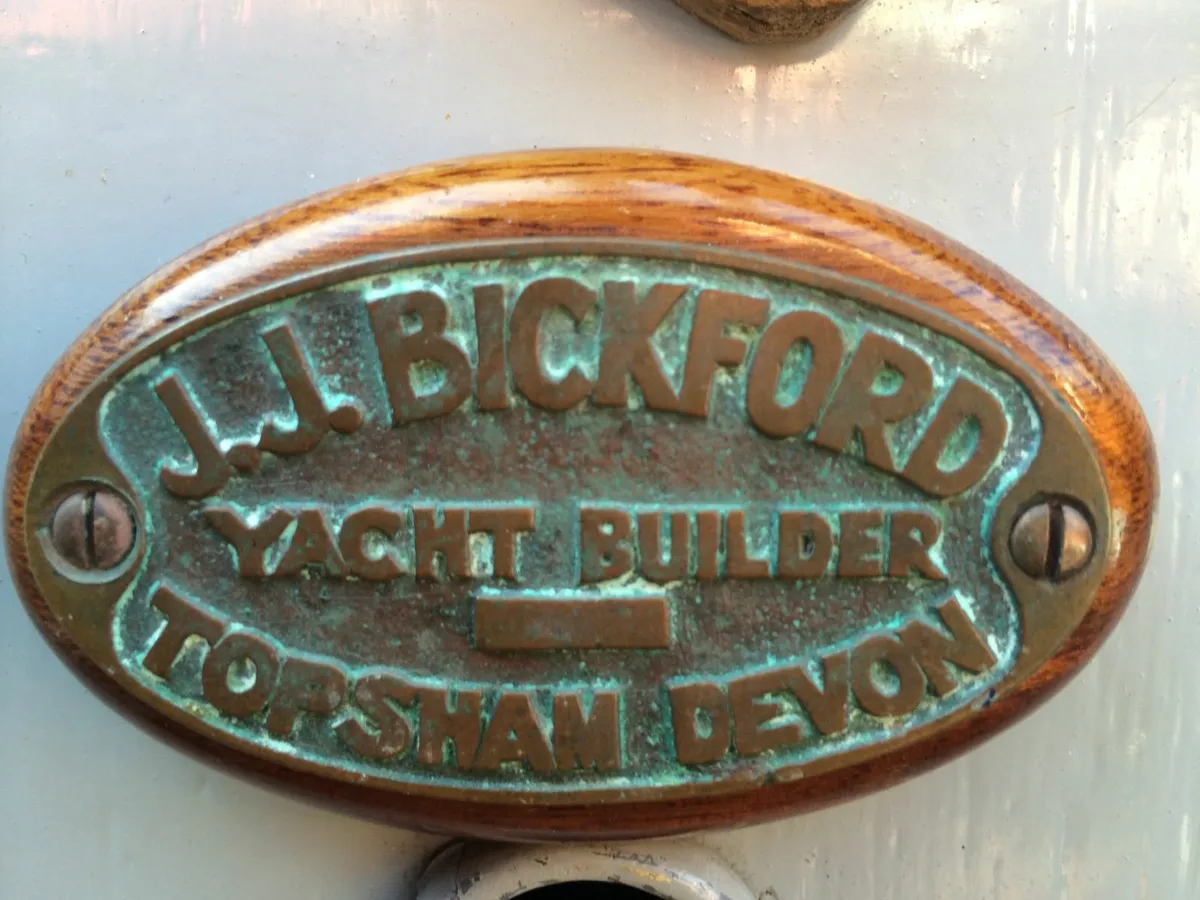 J.J. BICKFORD
YACHT BUILDER
TOPSHAM DEVON